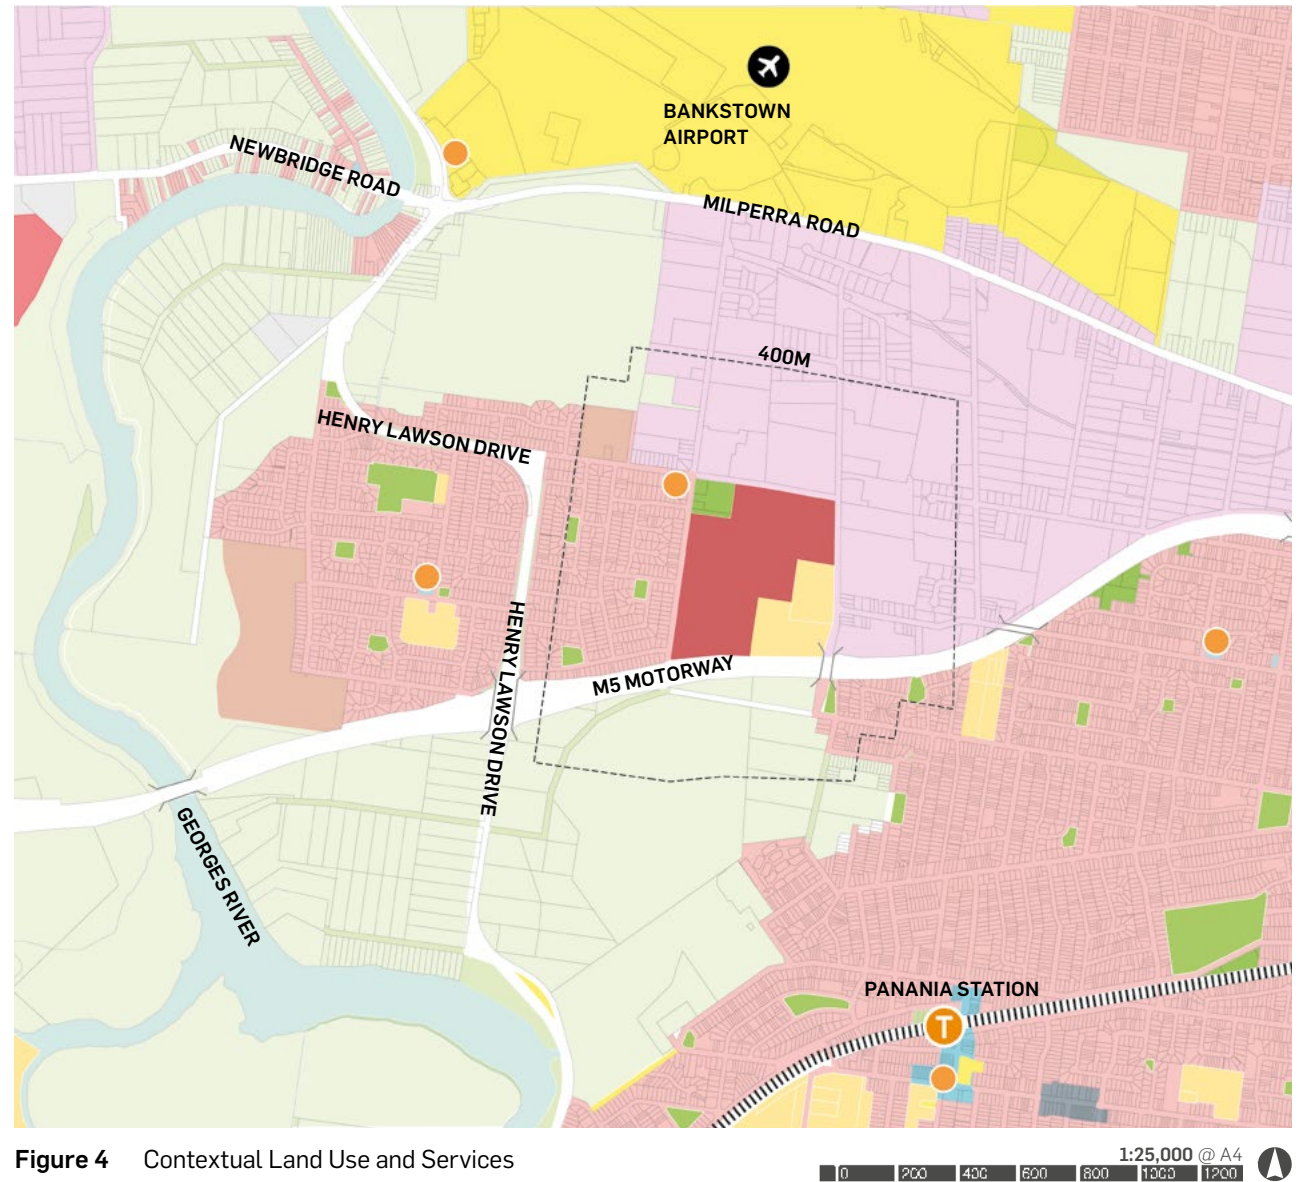 BANKSTOWN
AIRPORT
NEWBRIDGE ROAD
MILPERRA ROAD
400M
HENRY LAWSON DRIVE
HENRY LAWSON DRIVE
M5 MOTORWAY
GEORGES RIVER
PANANIA STATION
T
Figure 4 Contextual Land Use and Services
1:25,000 @ A4
0 200 400 600 800 1000 1200